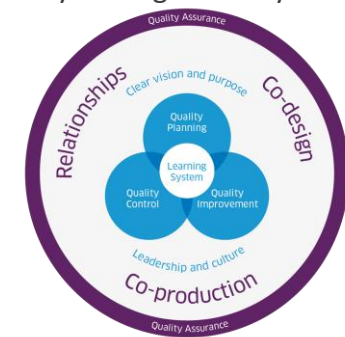 Quality Assurance
Relationships
Clear vision and purpose
Co-design
Quality
Planning
Learning
System
Quality
Control
Quality
Improvement
Leadership and culture
Co-production
Quality Assurance